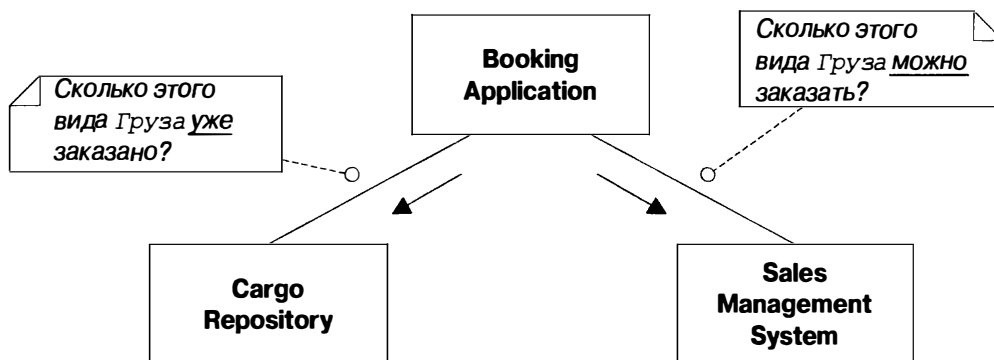 Сколько этого
вида Груза уже
заказано?
Booking
Application
Сколько этого
вида Груза можно
заказать?
Cargo
Repository
Sales
Management
System